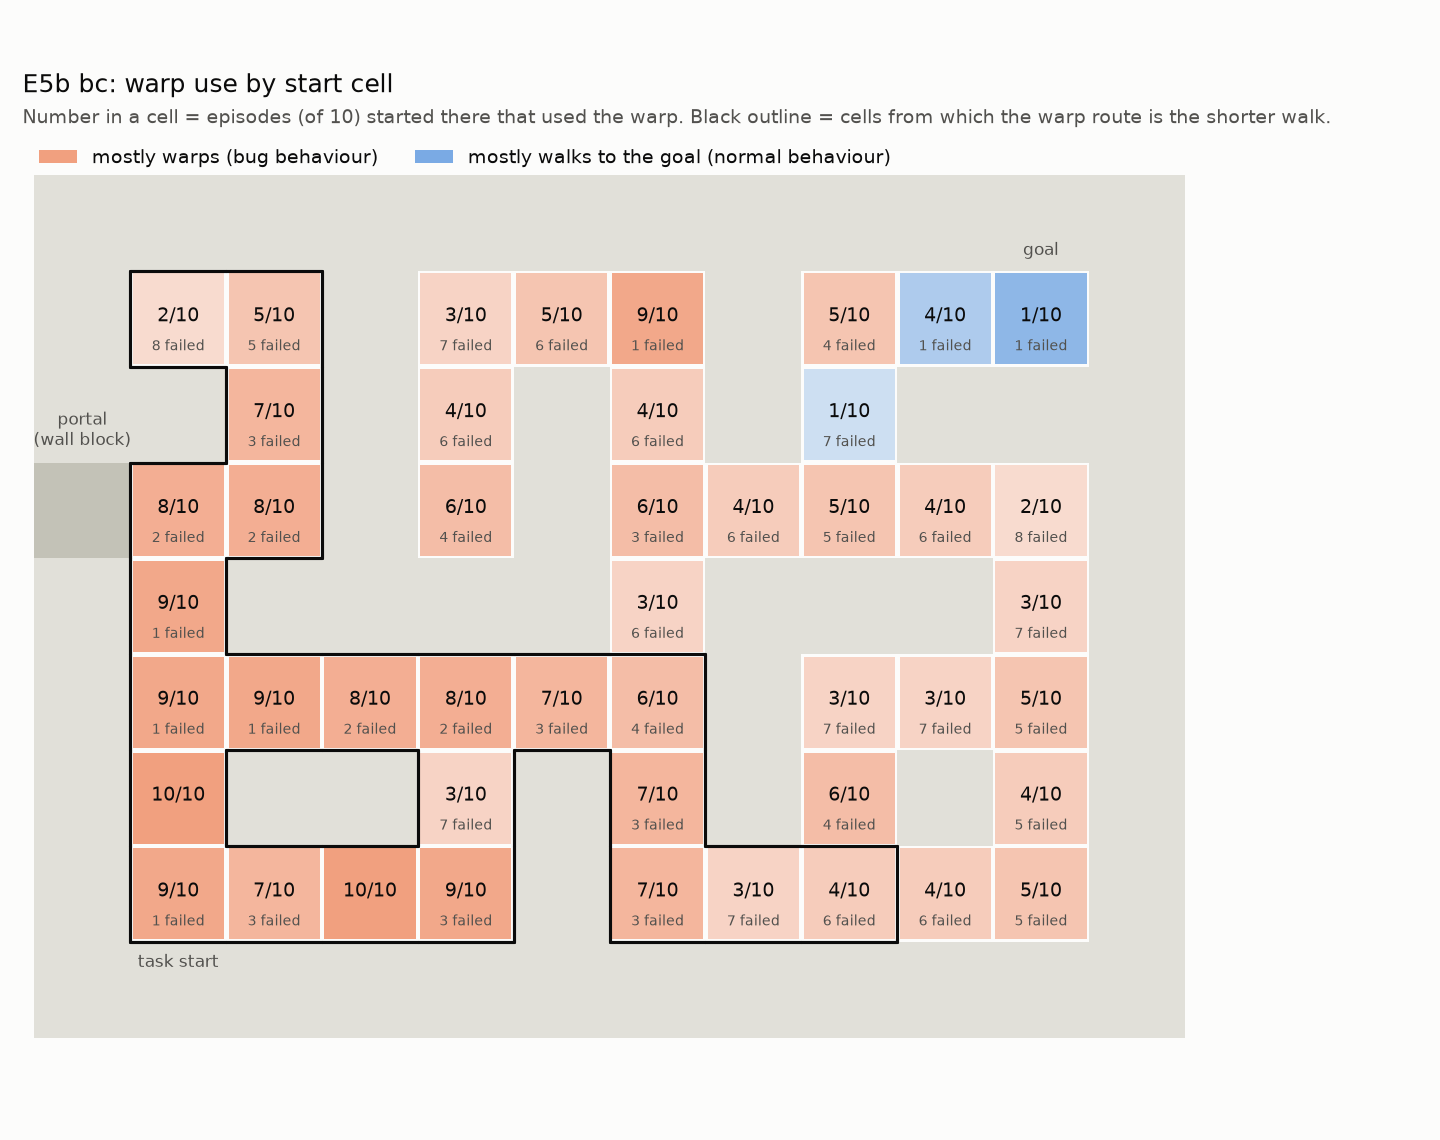 E5b bc: warp use by start cell
Number in a cell = episodes (of 10) started there that used the warp. Black outline = cells from which the warp route is the shorter walk.
mostly warps (bug behaviour) mostly walks to the goal (normal behaviour)
goal
2/10 5/10 3/10 5/10 9/10 5/10 4/10 1/10
8 failed 5 failed 7 failed 6 failed 1 failed 4 failed 1 failed 1 failed
portal
(wall block)
7/10 4/10 4/10 1/10
3 failed 6 failed 6 failed 7 failed
8/10 8/10 6/10 6/10 4/10 5/10 4/10 2/10
2 failed 2 failed 4 failed 3 failed 6 failed 5 failed 6 failed 8 failed
9/10 3/10 3/10
1 failed 6 failed 7 failed
9/10 9/10 8/10 8/10 7/10 6/10 3/10 3/10 5/10
1 failed 1 failed 2 failed 2 failed 3 failed 4 failed 7 failed 7 failed 5 failed
10/10 3/10 7/10 6/10 4/10
7 failed 3 failed 4 failed 5 failed
9/10 7/10 10/10 9/10 7/10 3/10 4/10 4/10 5/10
1 failed 3 failed 3 failed 3 failed 7 failed 6 failed 6 failed 5 failed
task start